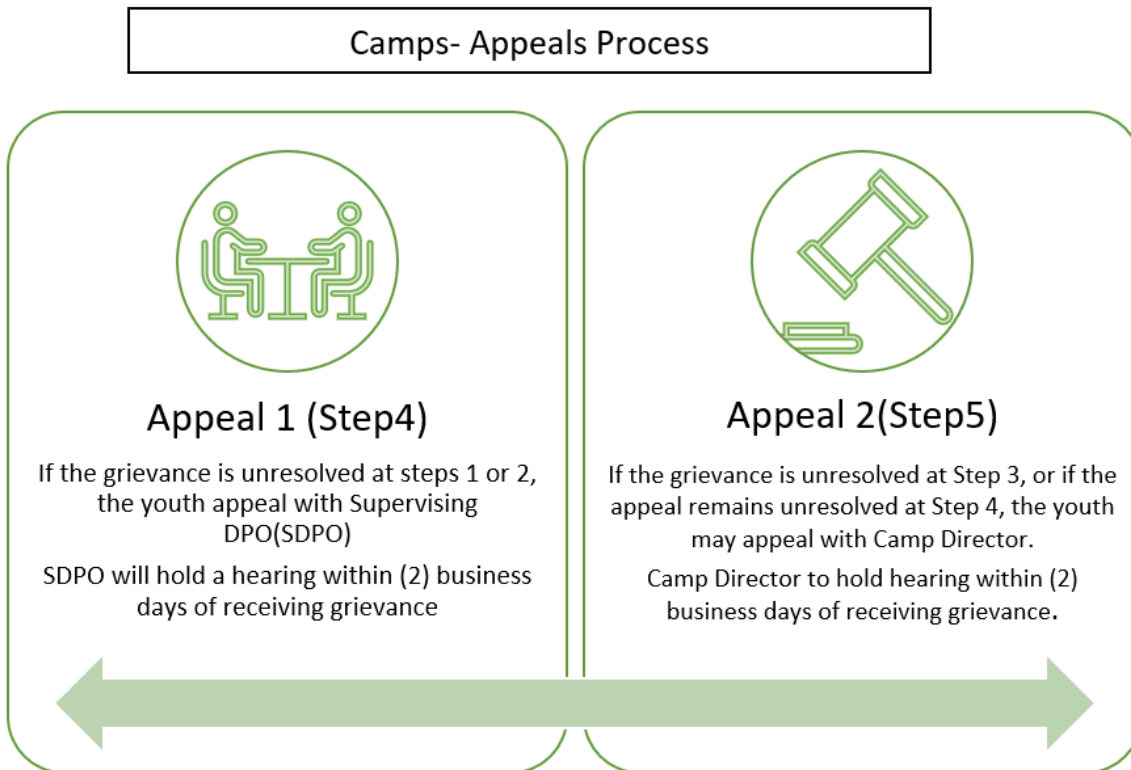 Camps- Appeals Process
Appeal 1 (Step4)
If the grievance is unresolved at steps 1 or 2,
the youth appeal with Supervising
DPO(SDPO)
SDPO will hold a hearing within (2) business
days of receiving grievance
Appeal 2(Step5)
If the grievance is unresolved at Step 3, or if the
appeal remains unresolved at Step 4, the youth
may appeal with Camp Director.
Camp Director to hold hearing within (2)
business days of receiving grievance.